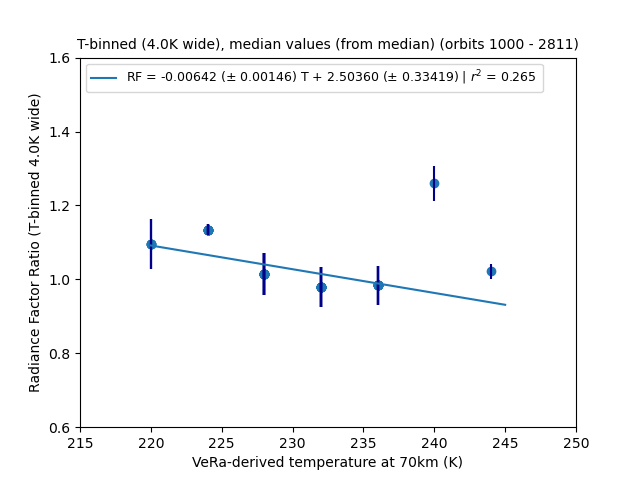 T-binned (4.0K wide), median values (from median) (orbits 1000 - 2811)
RF = -0.00642 (± 0.00146) T + 2.50360 (± 0.33419) | r² = 0.265
Radiance Factor Ratio (T-binned 4.0K wide)
1.6
1.4
1.2
1.0
0.8
0.6
215 220 225 230 235 240 245 250
VeRa-derived temperature at 70km (K)